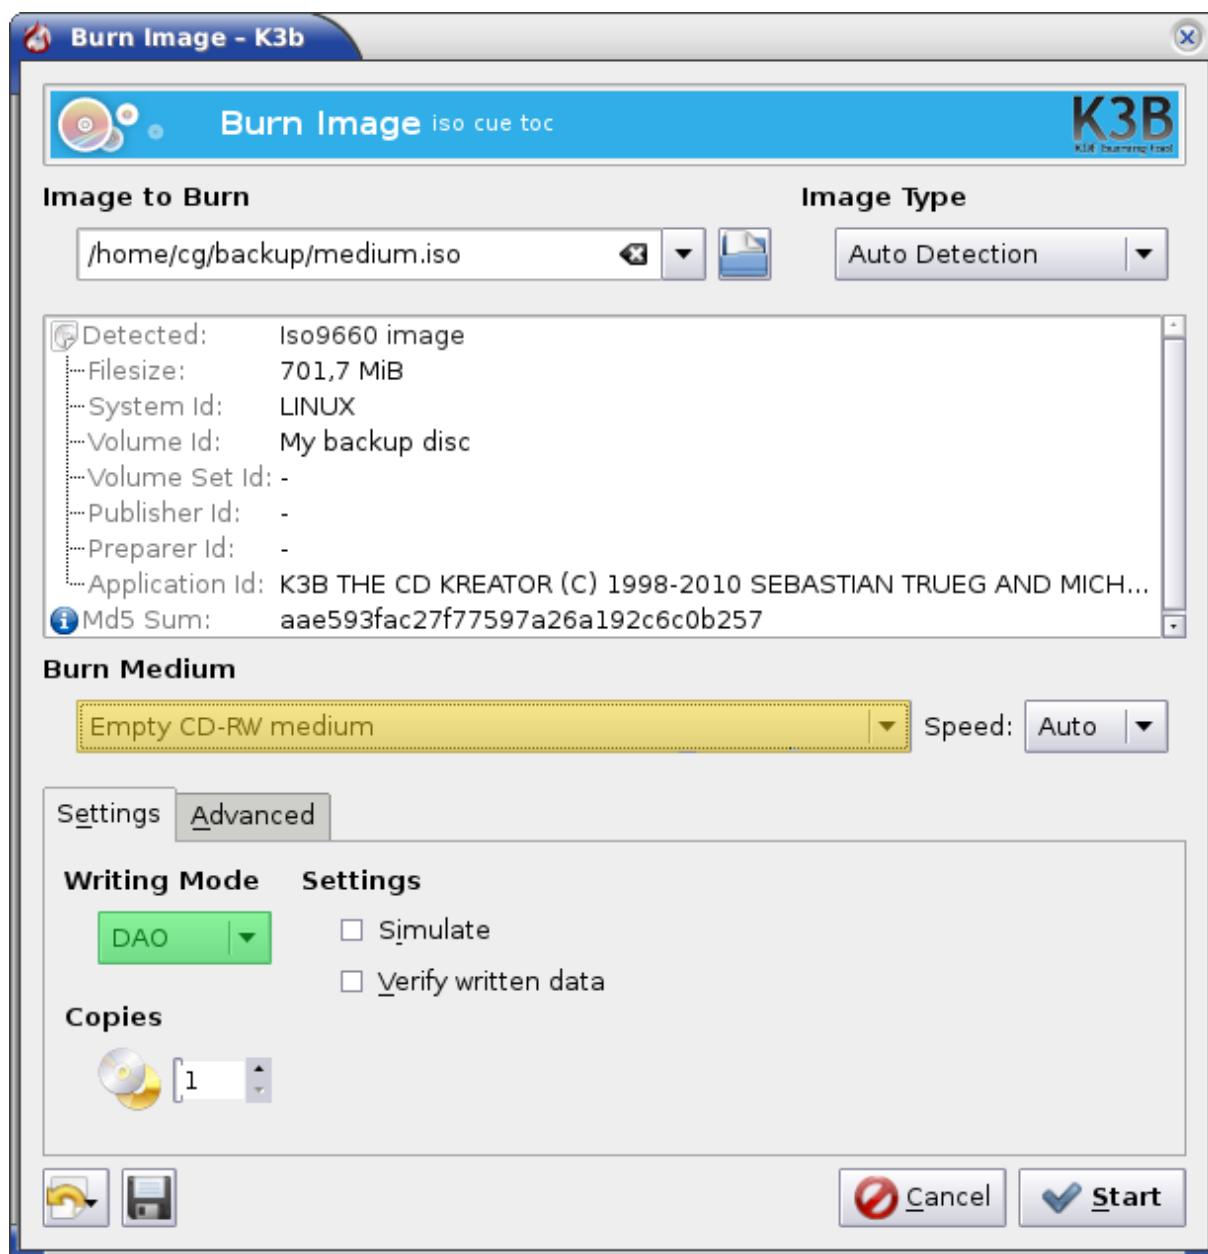 Burn Image - K3b
Burn Image iso cue toc
K3B
KDE burning tool
Image to Burn
Image Type
/home/cg/backup/medium.iso
Auto Detection
Detected: Iso9660 image
Filesize: 701,7 MiB
System Id: LINUX
Volume Id: My backup disc
Volume Set Id: -
Publisher Id: -
Preparer Id: -
Application Id: K3B THE CD KREATOR (C) 1998-2010 SEBASTIAN TRUEG AND MICH...
Md5 Sum: aae593fac27f77597a26a192c6c0b257
Burn Medium
Empty CD-RW medium
Speed: Auto
Settings Advanced
Writing Mode Settings
DAO
Simulate
Verify written data
Copies
1
Cancel Start